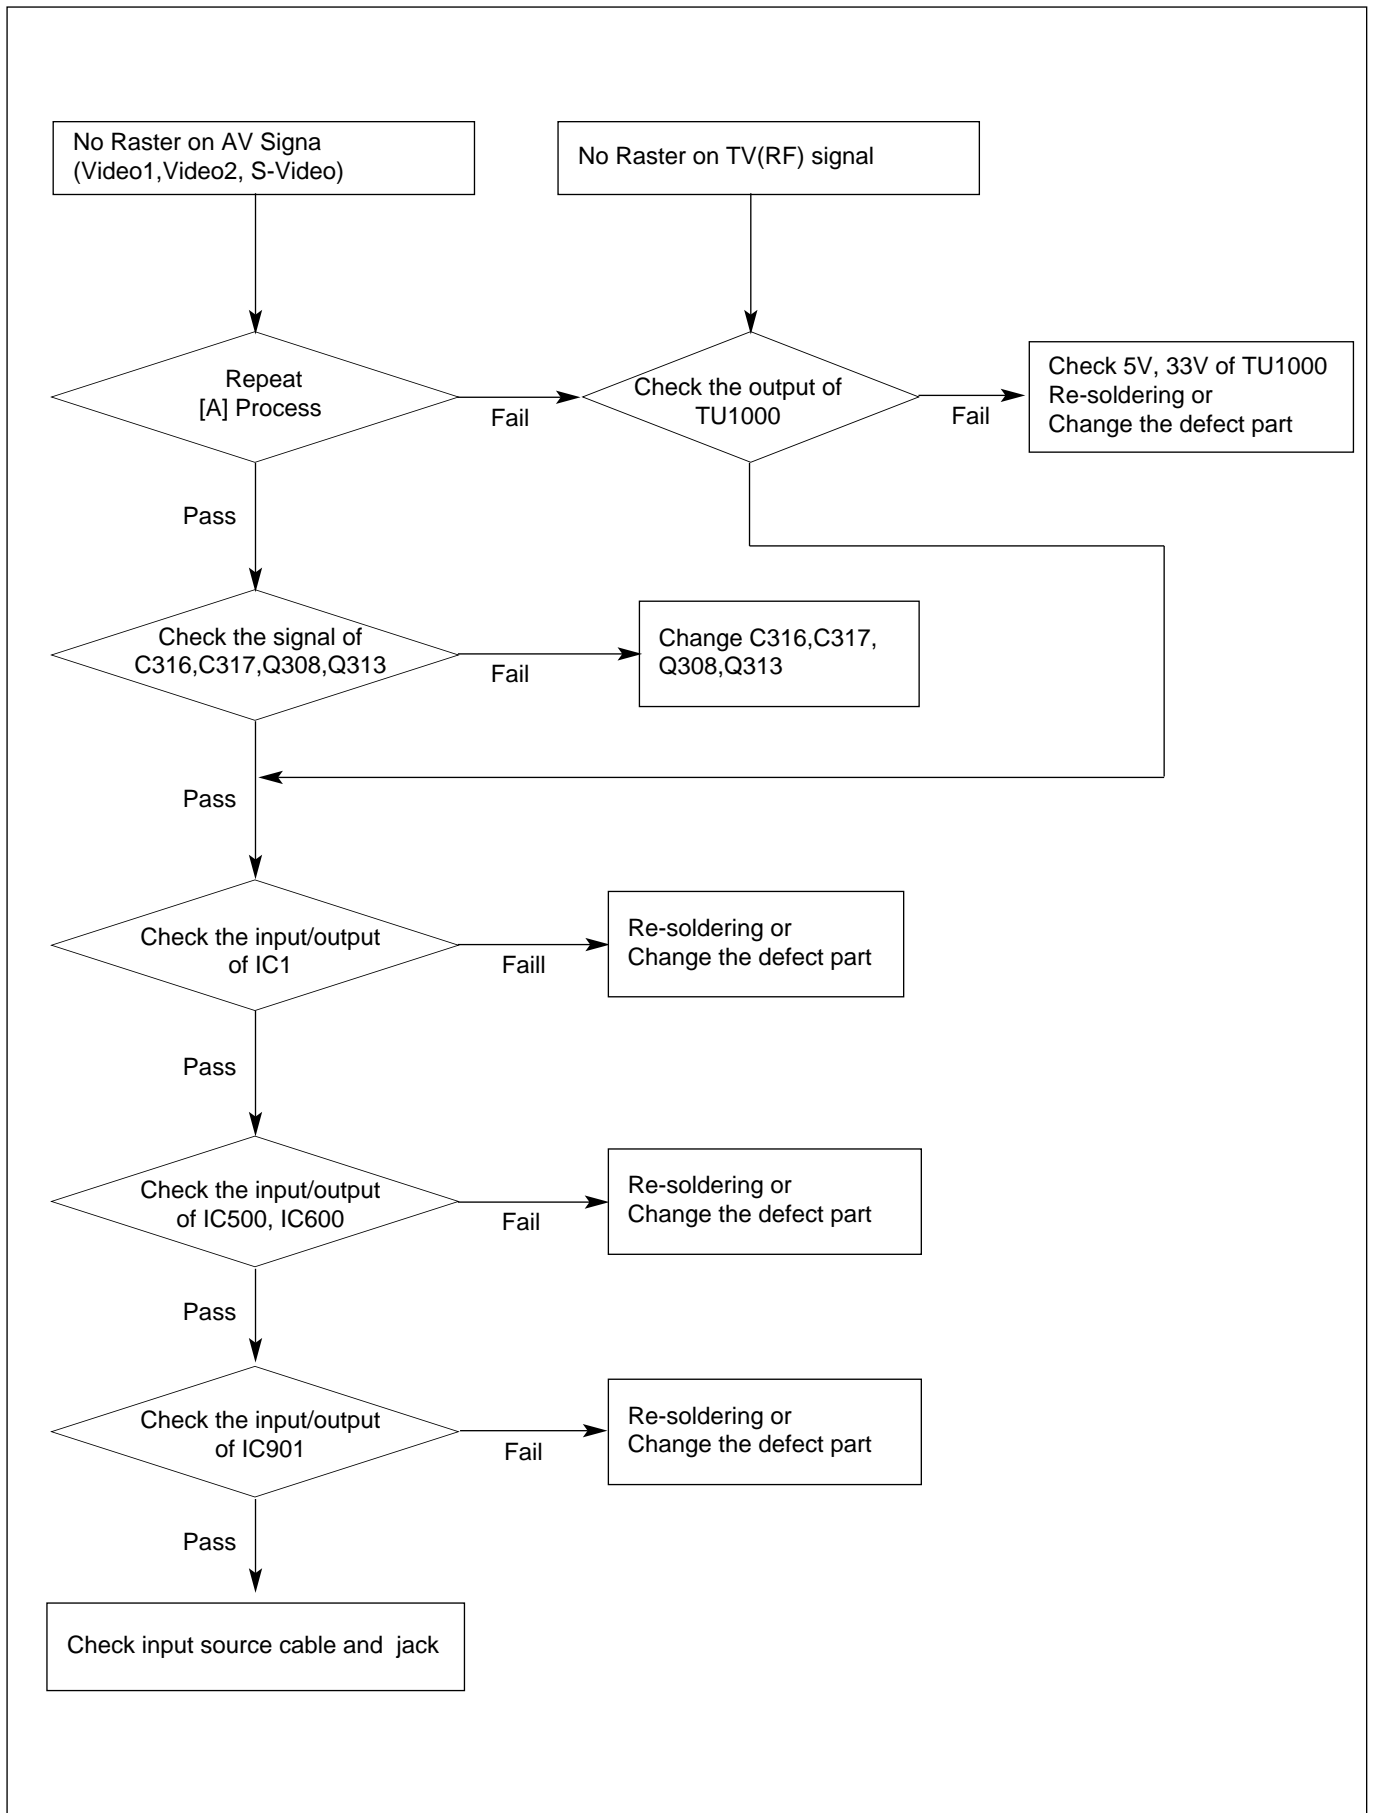 No Raster on AV Signa
(Video1,Video2, S-Video)
No Raster on TV(RF) signal
Repeat
[A] Process
Fail
Check the output of
TU1000
Fail
Check 5V, 33V of TU1000
Re-soldering or
Change the defect part
Pass
Check the signal of
C316,C317,Q308,Q313
Fail
Change C316,C317,
Q308,Q313
Pass
Check the input/output
of IC1
Faill
Re-soldering or
Change the defect part
Pass
Check the input/output
of IC500, IC600
Fail
Re-soldering or
Change the defect part
Pass
Check the input/output
of IC901
Fail
Re-soldering or
Change the defect part
Pass
Check input source cable and  jack